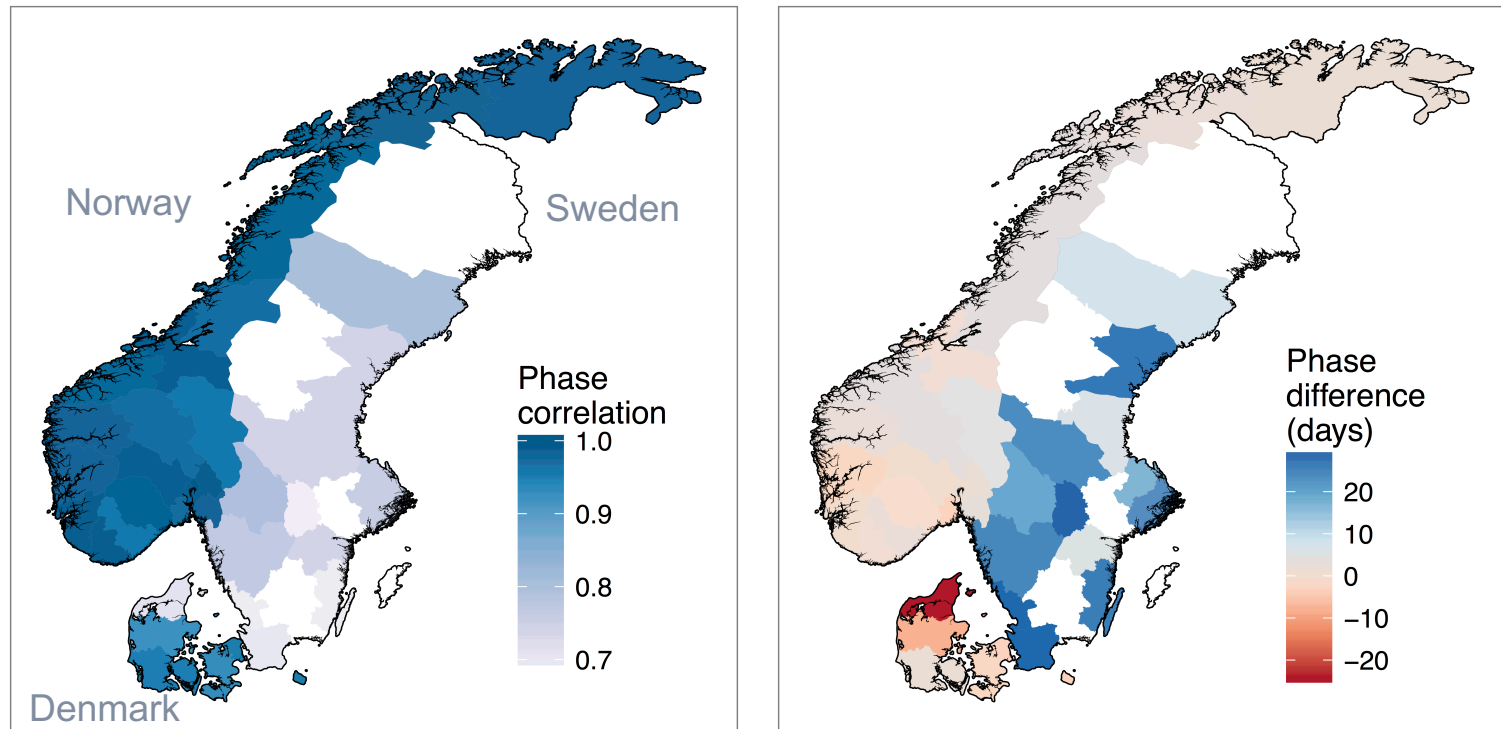 Norway
Sweden
Denmark
Phase
correlation
1.0
0.9
0.8
0.7
Phase
difference
(days)
20
10
0
−10
−20